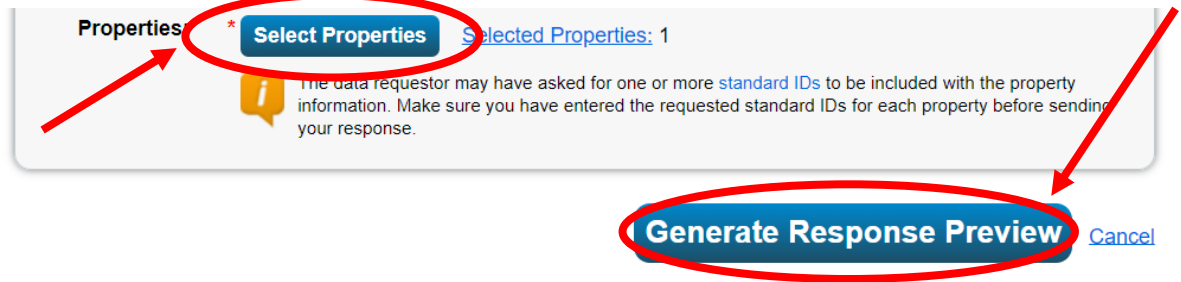 Properties: * Select Properties Selected Properties: 1
The data requestor may have asked for one or more standard IDs to be included with the property
information. Make sure you have entered the requested standard IDs for each property before sending
your response.
Generate Response Preview Cancel